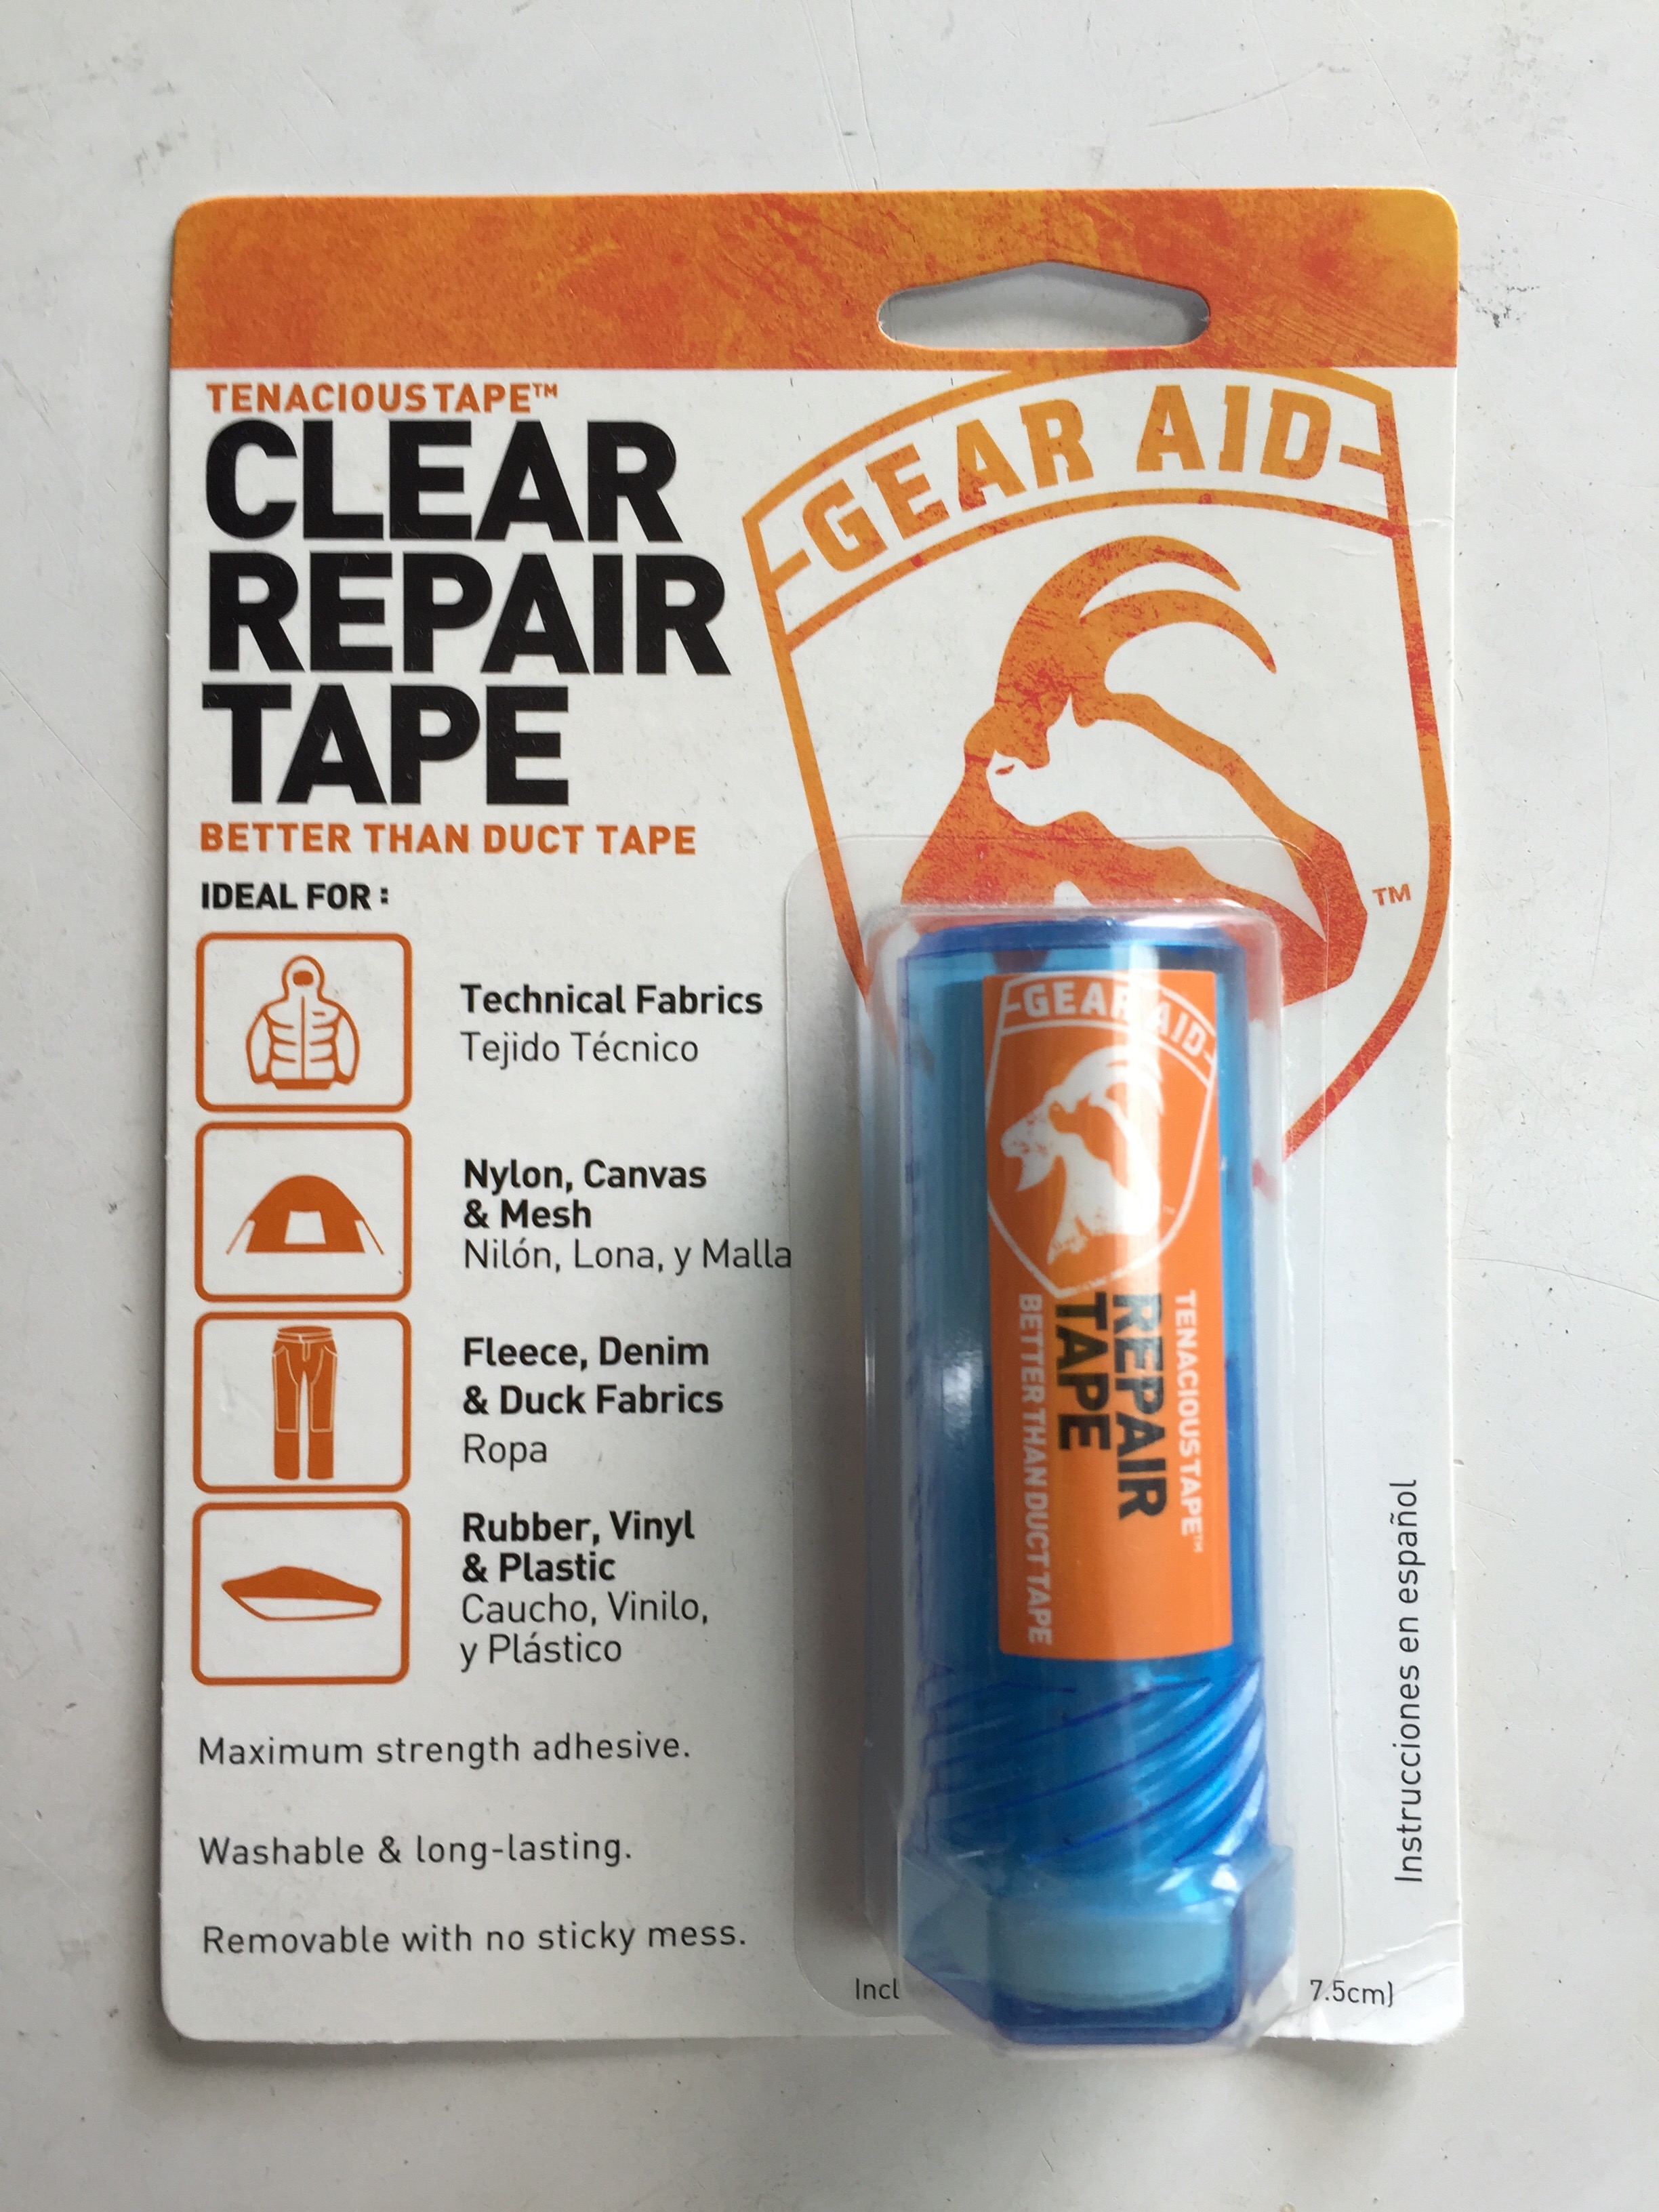 TENACIOUS TAPE™
CLEAR
REPAIR
TAPE
BETTER THAN DUCT TAPE
IDEAL FOR:
Technical Fabrics
Tejido Técnico
Nylon, Canvas
& Mesh
Nilón, Lona, y Malla
Fleece, Denim
& Duck Fabrics
Ropa
Rubber, Vinyl
& Plastic
Caucho, Vinilo,
y Plástico
Maximum strength adhesive.
Washable & long-lasting.
Removable with no sticky mess.
GEAR AID
™
GEAR AID
™
TENACIOUS TAPE™
REPAIR
TAPE
BETTER THAN DUCT TAPE
Instrucciones en español
7.5cm)